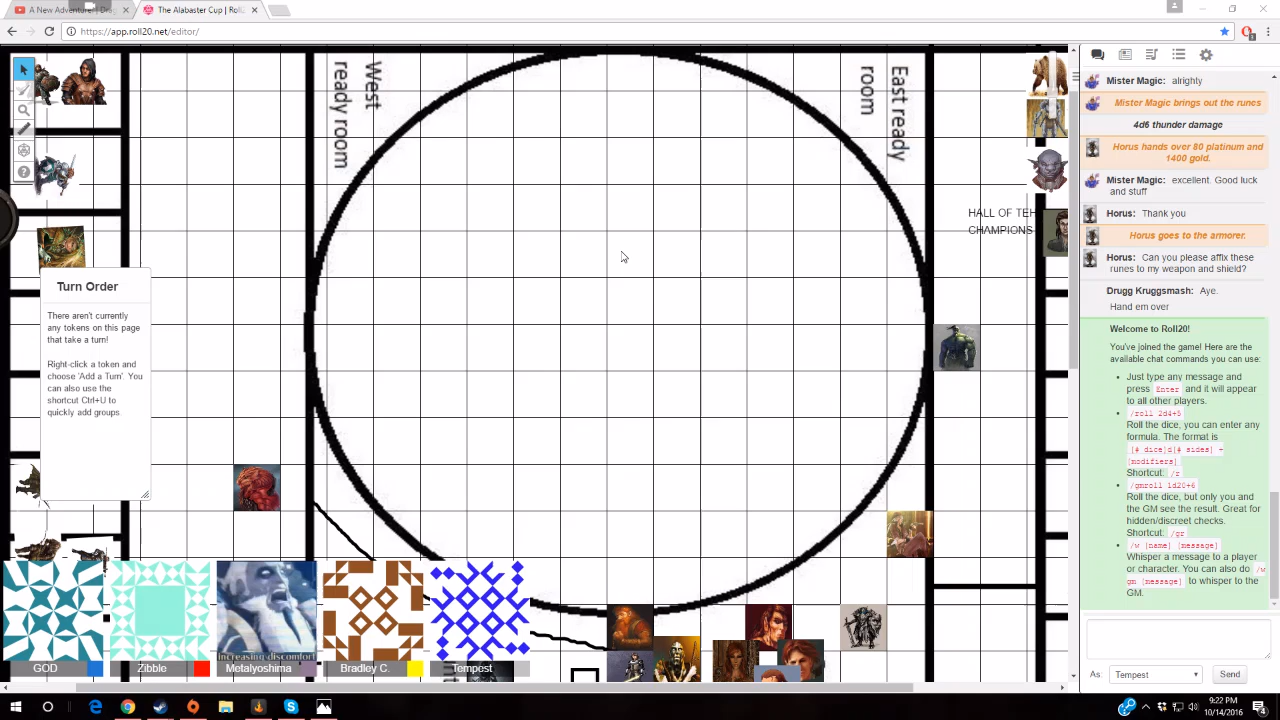 A New Adventure! | Drag
The Alabaster Cup | Roll
https://app.roll20.net/editor/
West
ready room
East ready
room
HALL OF TEH
CHAMPIONS
Turn Order
There aren't currently
any tokens on this page
that take a turn!
Right-click a token and
choose 'Add a Turn'. You
can also use the
shortcut Ctrl+U to
quickly add groups.
increasing discomfort
GOD
Zibble
Metalyoshima
Bradley C.
Tempest
Mister Magic: alrighty
Mister Magic brings out the runes
4d6 thunder damage
Horus hands over 80 platinum and
1400 gold.
Mister Magic: excellent. Good luck
and stuff
Horus: Thank you
Horus goes to the armorer.
Horus: Can you please affix these
runes to my weapon and shield?
Drugg Kruggsmash: Aye.
Hand em over
Welcome to Roll20!
You've joined the game! Here are the
available chat commands you can use:
• Just type any message and
press Enter and it will appear
to all other players.
• /roll 2d4+5
Roll the dice, you can enter any
formula. The format is
[# dice]d[# sides] +
[modifiers]
Shortcut: /r
• /gmroll 1d20+6
Roll the dice, but only you and
the GM see the result. Great for
hidden/discreet checks.
Shortcut: /gr
• /w [name] [message]
Whisper a message to a player
or character. You can also do /w
gm [message] to whisper to the
GM.
As:
Tempest
Send
9:22 PM
10/14/2016